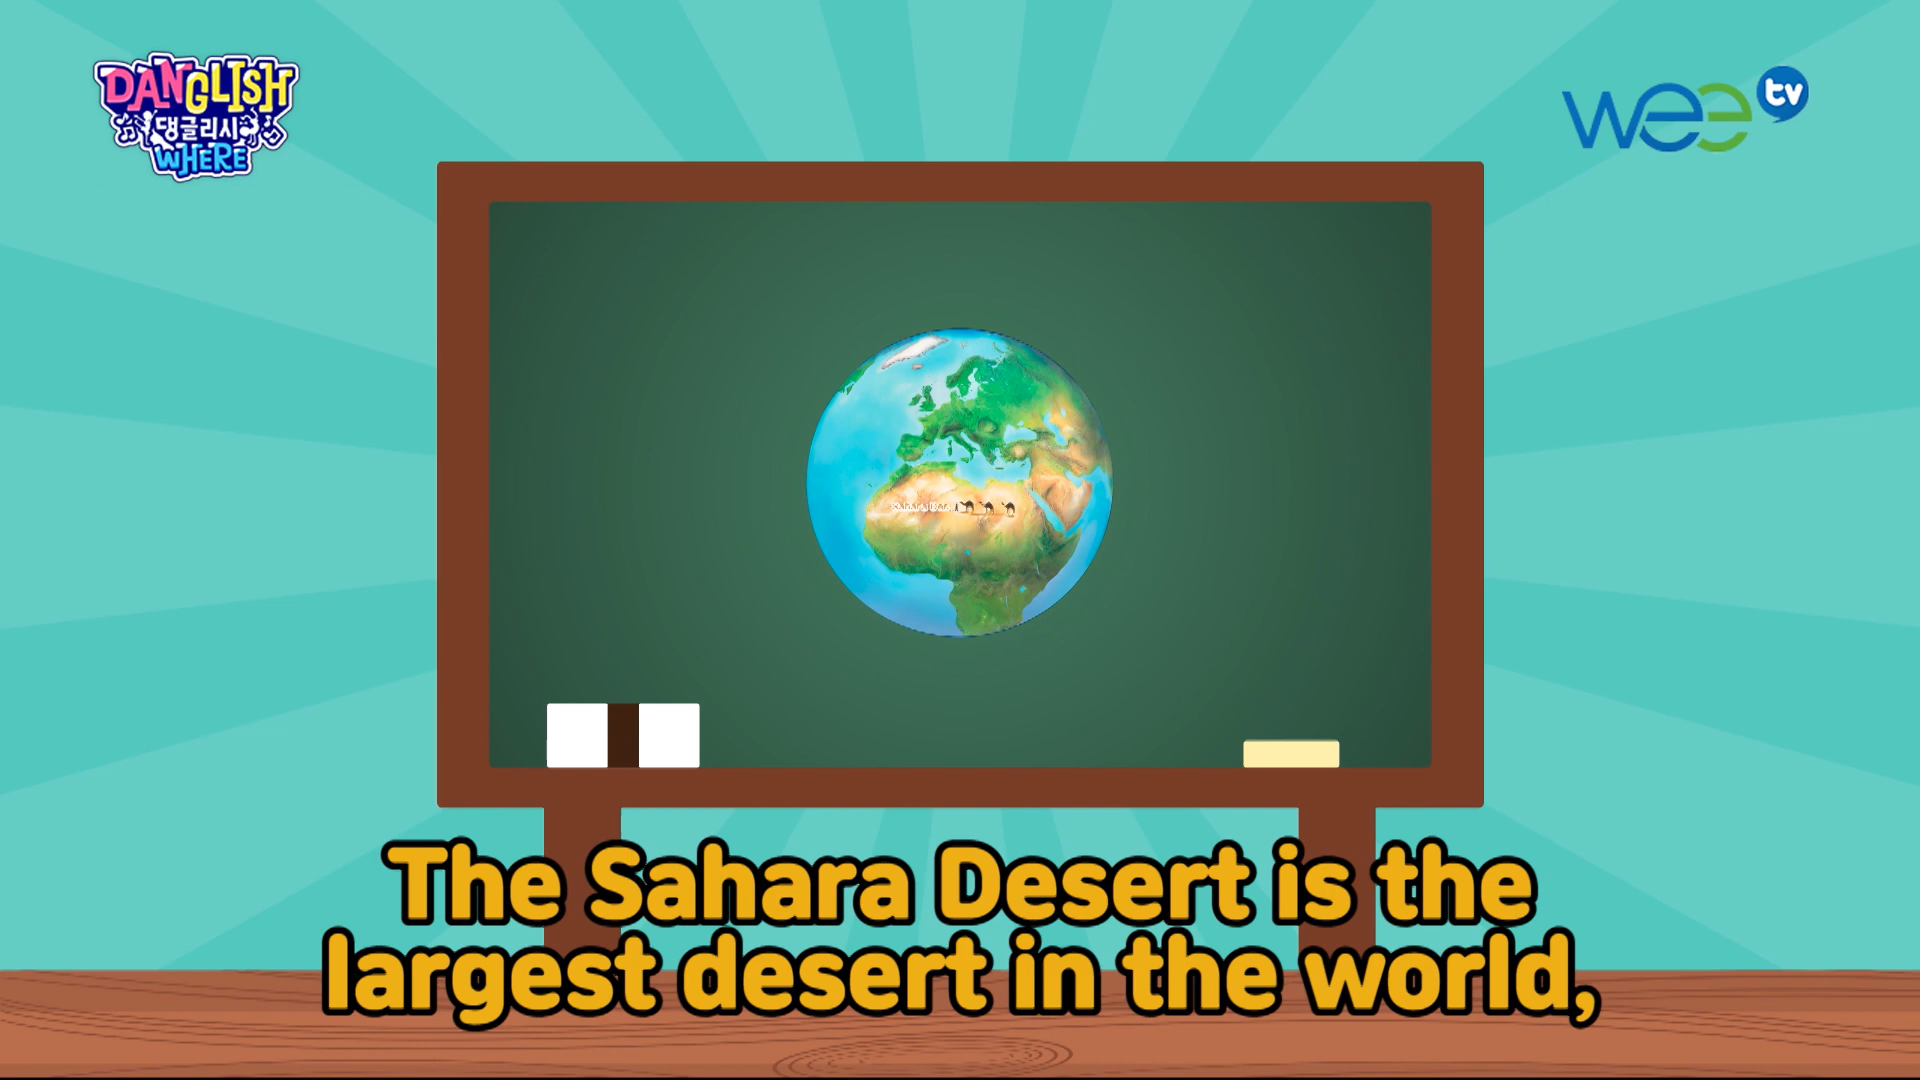 DANGLISH
댕글리시
WHERE
wee tv
The Sahara Desert is the
largest desert in the world,